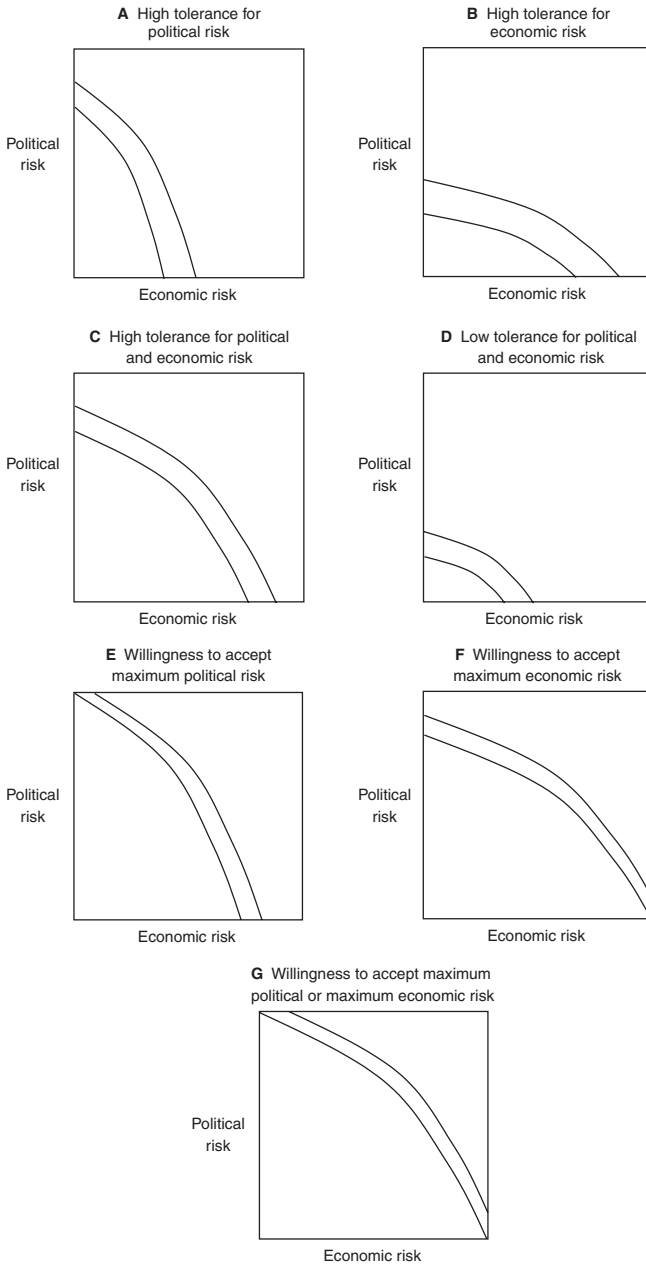 A High tolerance for
political risk
Political
risk
Economic risk
B High tolerance for
economic risk
Political
risk
Economic risk
C High tolerance for political
and economic risk
Political
risk
Economic risk
D Low tolerance for political
and economic risk
Political
risk
Economic risk
E Willingness to accept
maximum political risk
Political
risk
Economic risk
F Willingness to accept
maximum economic risk
Political
risk
Economic risk
G Willingness to accept maximum
political or maximum economic risk
Political
risk
Economic risk